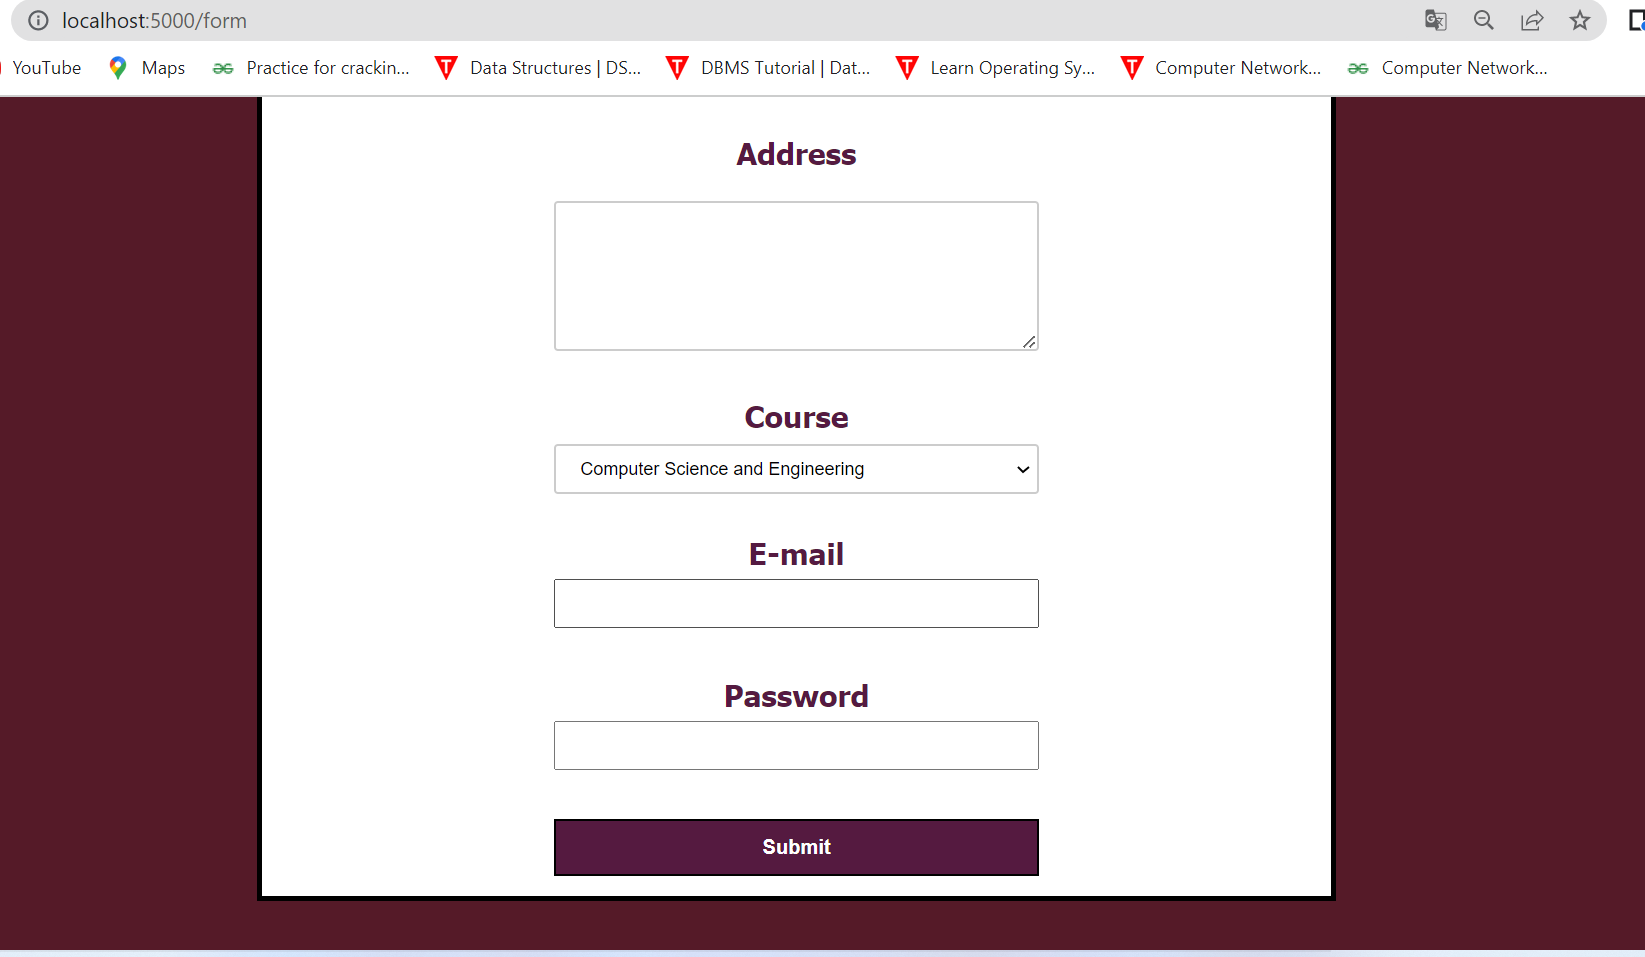 localhost:5000/form
YouTube Maps Practice for crackin... Data Structures | DS... DBMS Tutorial | Dat... Learn Operating Sy... Computer Network... Computer Network...
Address
Course
Computer Science and Engineering
E-mail
Password
Submit